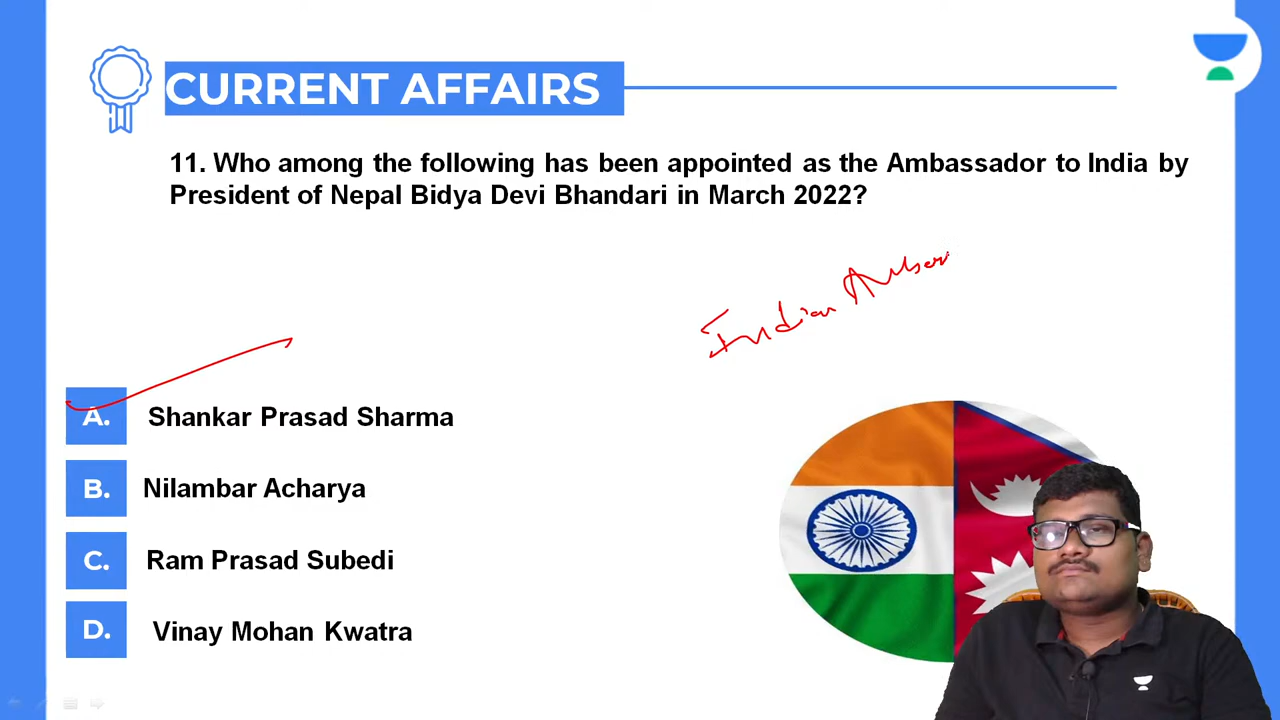 CURRENT AFFAIRS
11. Who among the following has been appointed as the Ambassador to India by
President of Nepal Bidya Devi Bhandari in March 2022?
Indian
A. Shankar Prasad Sharma
B. Nilambar Acharya
C. Ram Prasad Subedi
D. Vinay Mohan Kwatra